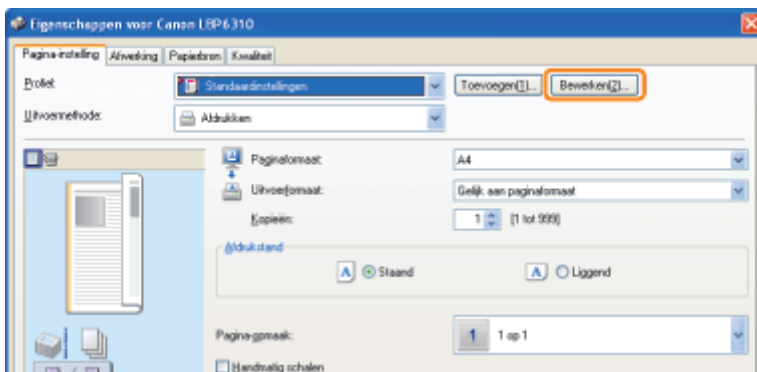 Eigenschappen voor Canon LBP6310
Pagina-instelling Afwerking Papierbron Kwaliteit
Profiel: Standaardinstellingen Toevoegen[1]... Bewerken[2]...
Uitvoermethode: Afdrukken
Paginaformaat: A4
Uitvoerformaat: Gelijk aan paginaformaat
Kopieën: 1 [1 tot 999]
Afdrukstand
A Staand A Liggend
Pagina-opmaak: 1 1 op 1
Handmatig schalen